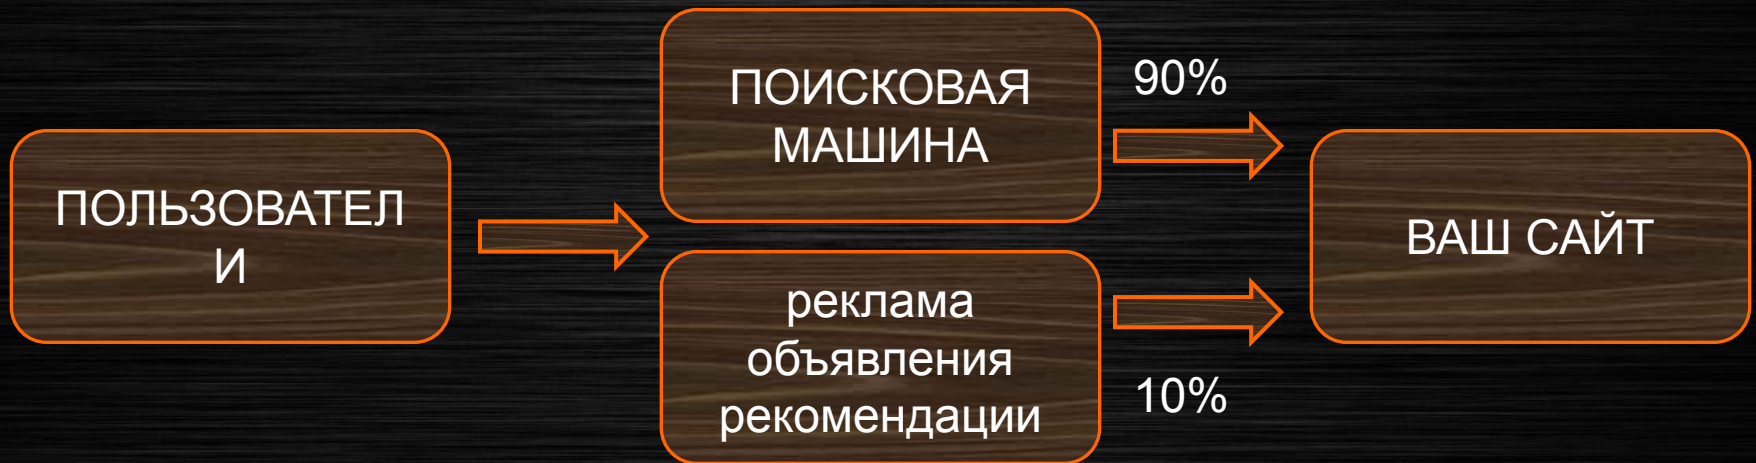 ПОЛЬЗОВАТЕЛ
И
ПОИСКОВАЯ
МАШИНА
90%
реклама
объявления
рекомендации
10%
ВАШ САЙТ